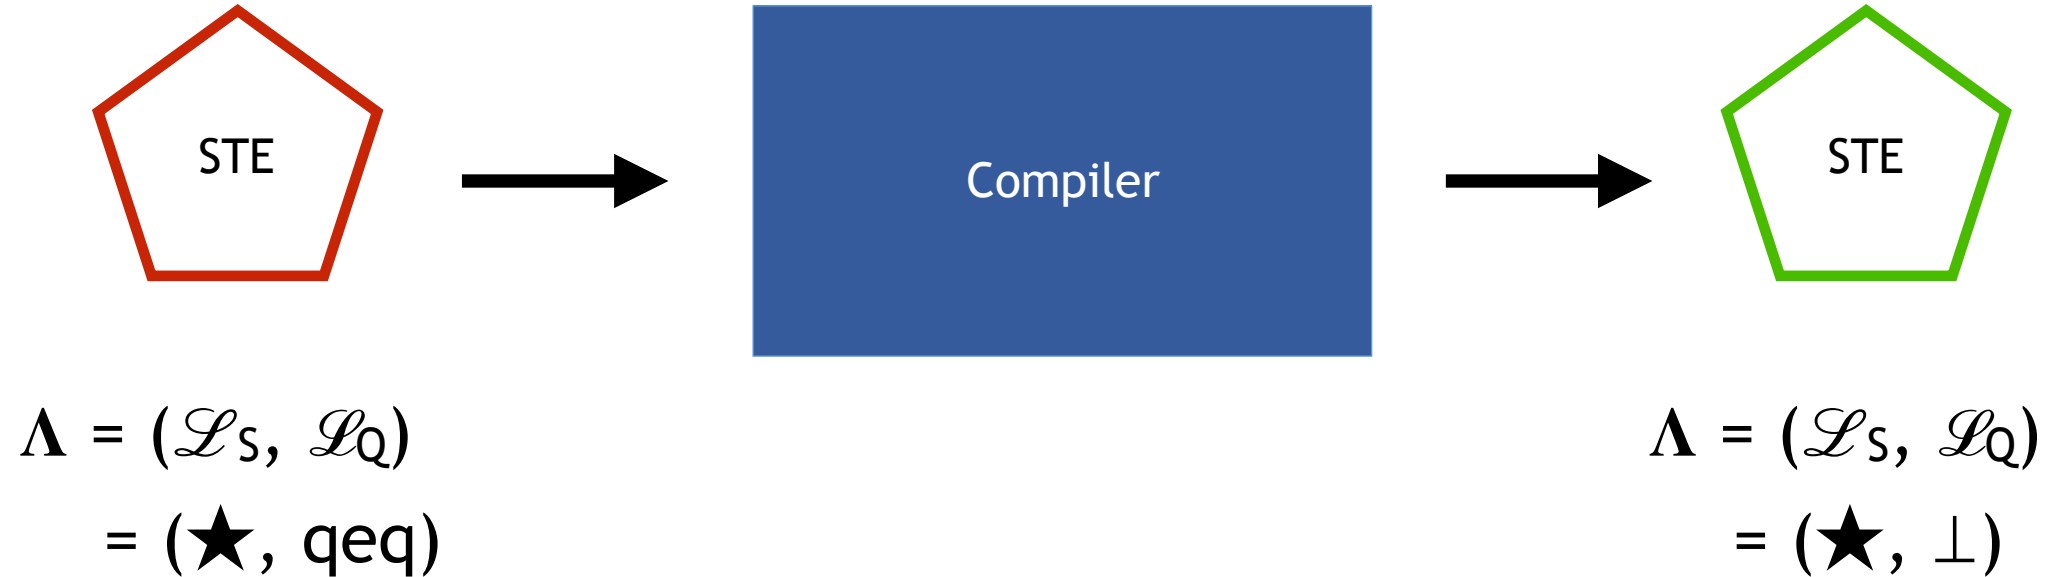 STE
Compiler
STE
Λ = (ℒS, ℒQ)
= (★, qeq)
Λ = (ℒS, ℒQ)
= (★, ⊥)